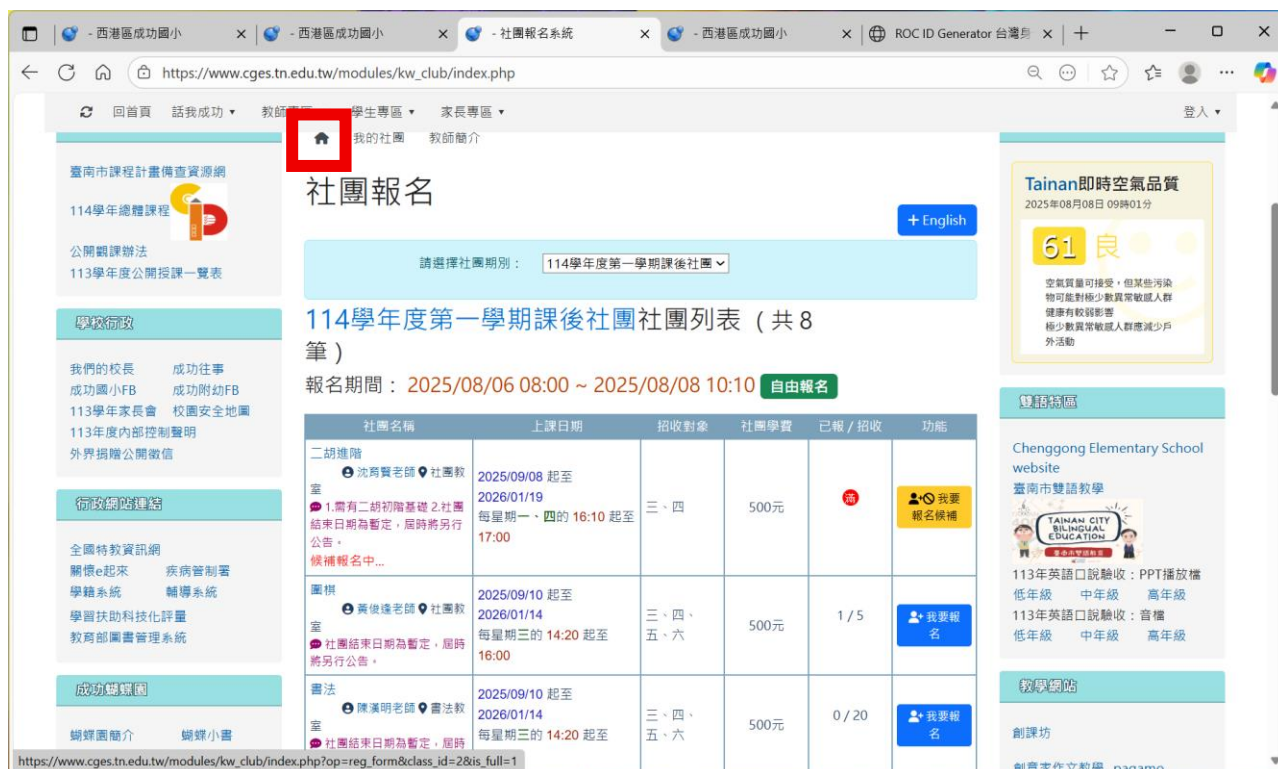 - 西港區成功國小
- 西港區成功國小
- 社團報名系統
- 西港區成功國小
ROC ID Generator 台灣身
https://www.cges.tn.edu.tw/modules/kw_club/index.php
回首頁 話我成功 學生專區 家長專區 登入
我的社團 教師簡介
臺南市課程計畫備查資源網
114學年總體課程
公開觀課辦法
113學年度公開授課一覽表
學校行政
我們的校長 成功往事
成功國小FB 成功附幼FB
113學年家長會 校園安全地圖
113年度內部控制聲明
外界捐贈公開徵信
行政網站連結
全國特教資訊網
關懷e起來 疾病管制署
學籍系統 輔導系統
學習扶助科技化評量
教育部圖書管理系統
成功蝴蝶園
蝴蝶園簡介 蝴蝶小書
社團報名
+ English
請選擇社團期別： 114學年度第一學期課後社團
114學年度第一學期課後社團社團列表（共 8
筆）
報名期間： 2025/08/06 08:00 ~ 2025/08/08 10:10 自由報名
社團名稱 上課日期 招收對象 社團學費 已報 / 招收 功能
二胡進階
沈育賢老師 社團教
室
1.需有二胡初階基礎 2.社團
結束日期為暫定，屆時將另行
公告。
候補報名中...
2025/09/08 起至
2026/01/19
每星期一、四的 16:10 起至
17:00
三、四
500元
滿
我要
報名候補
圍棋
黃俊逢老師 社團教
室
社團結束日期為暫定，屆時
將另行公告。
2025/09/10 起至
2026/01/14
每星期三的 14:20 起至
16:00
三、四、
五、六
500元
1 / 5
我要報
名
書法
陳漢明老師 書法教
室
社團結束日期為暫定，屆時
2025/09/10 起至
2026/01/14
每星期三的 14:20 起至
三、四、
五、六
500元
0 / 20
我要報
名
Tainan即時空氣品質
2025年08月08日 09時01分
61 良
空氣質量可接受，但某些污染
物可能對極少數異常敏感人群
健康有較弱影響
極少數異常敏感人群應減少戶
外活動
雙語特區
Chenggong Elementary School
website
臺南市雙語教學
TAINAN CITY
BILINGUAL
EDUCATION
113年英語口說驗收：PPT播放檔
低年級 中年級 高年級
113年英語口說驗收：音檔
低年級 中年級 高年級
教學網站
創課坊
https://www.cges.tn.edu.tw/modules/kw_club/index.php?op=reg_form&class_id=2&is_full=1